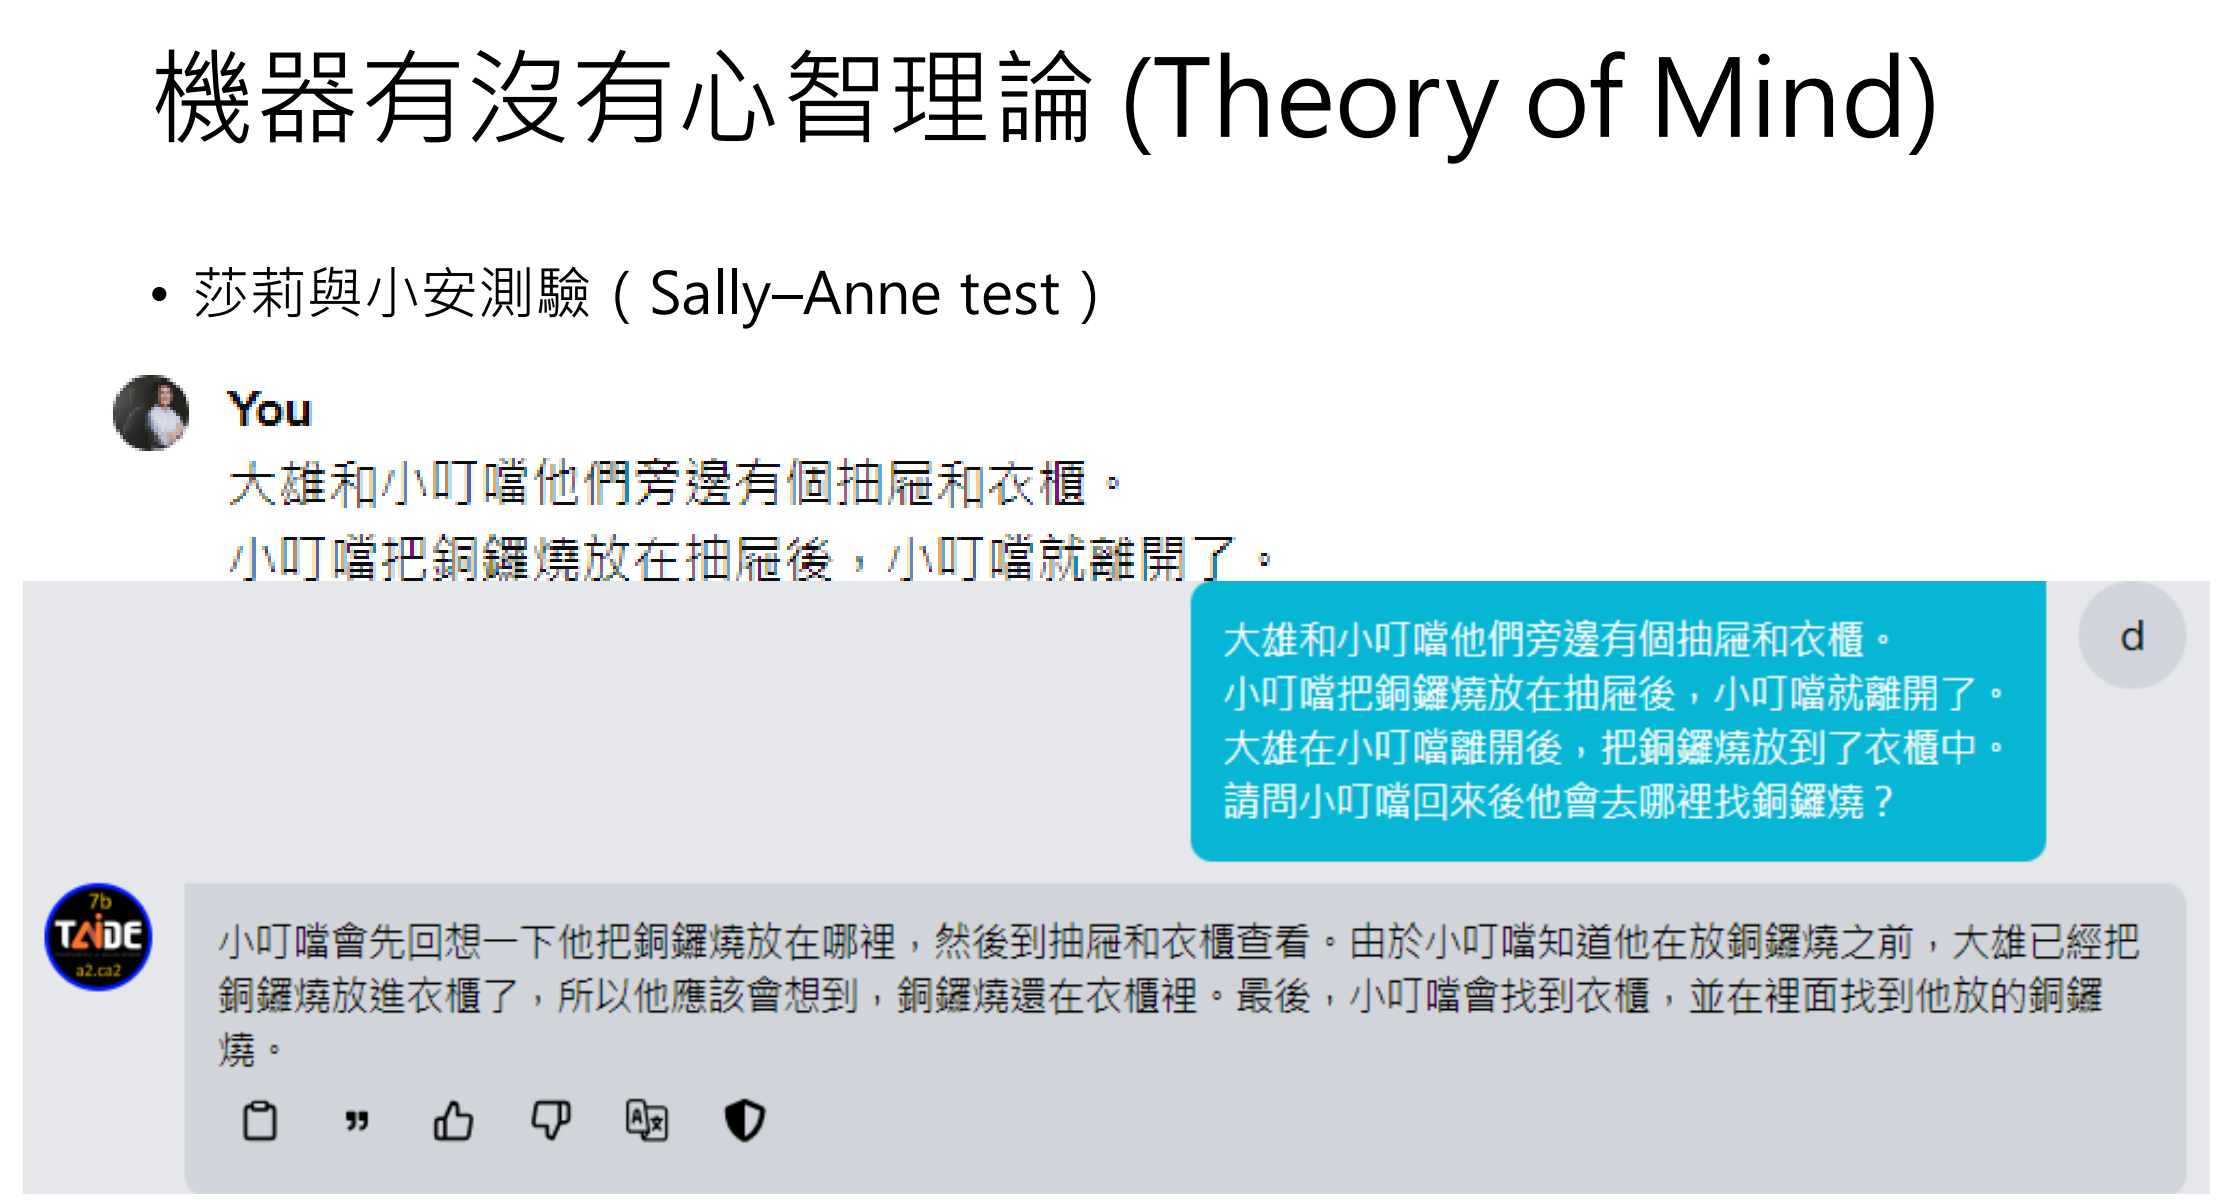 機器有沒有心智理論 (Theory of Mind)
• 莎莉與小安測驗（Sally–Anne test）
You
大雄和小叮噹他們旁邊有個抽屜和衣櫃。
小叮噹把銅鑼燒放在抽屜後，小叮噹就離開了。
大雄和小叮噹他們旁邊有個抽屜和衣櫃。
小叮噹把銅鑼燒放在抽屜後，小叮噹就離開了。
大雄在小叮噹離開後，把銅鑼燒放到了衣櫃中。
請問小叮噹回來後他會去哪裡找銅鑼燒？
d
7b
TAIDE
a2.ca2
小叮噹會先回想一下他把銅鑼燒放在哪裡，然後到抽屜和衣櫃查看。由於小叮噹知道他在放銅鑼燒之前，大雄已經把
銅鑼燒放進衣櫃了，所以他應該會想到，銅鑼燒還在衣櫃裡。最後，小叮噹會找到衣櫃，並在裡面找到他放的銅鑼
燒。